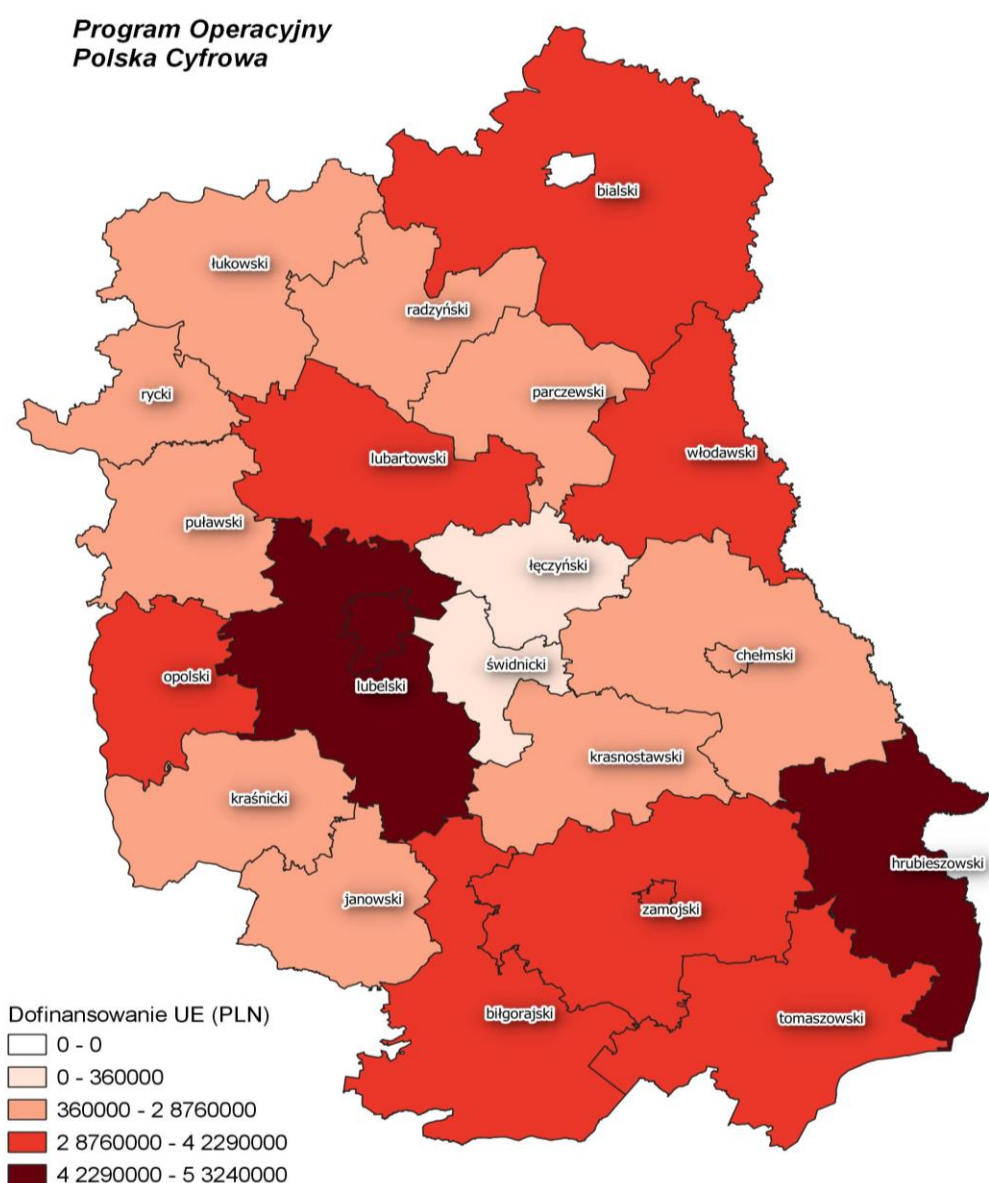 Program Operacyjny
Polska Cyfrowa
bialski
łukowski
radzyński
rycki
parczewski
lubartowski
włodawski
puławski
łęczyński
chełmski
świdnicki
opolski
lubelski
krasnostawski
kraśnicki
hrubieszowski
janowski
zamojski
biłgorajski
tomaszowski
Dofinansowanie UE (PLN)
0 - 0
0 - 360000
360000 - 2 8760000
2 8760000 - 4 2290000
4 2290000 - 5 3240000